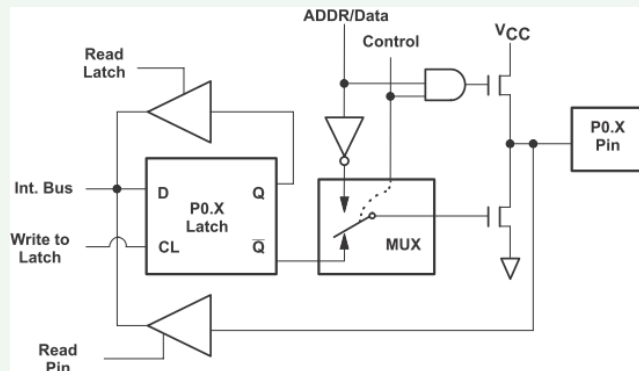 ADDR/Data
Control
VCC
Read
Latch
P0.X
Pin
Int. Bus
D
Q
P0.X
Latch
Write to
Latch
CL
Q̅
MUX
Read
Pin